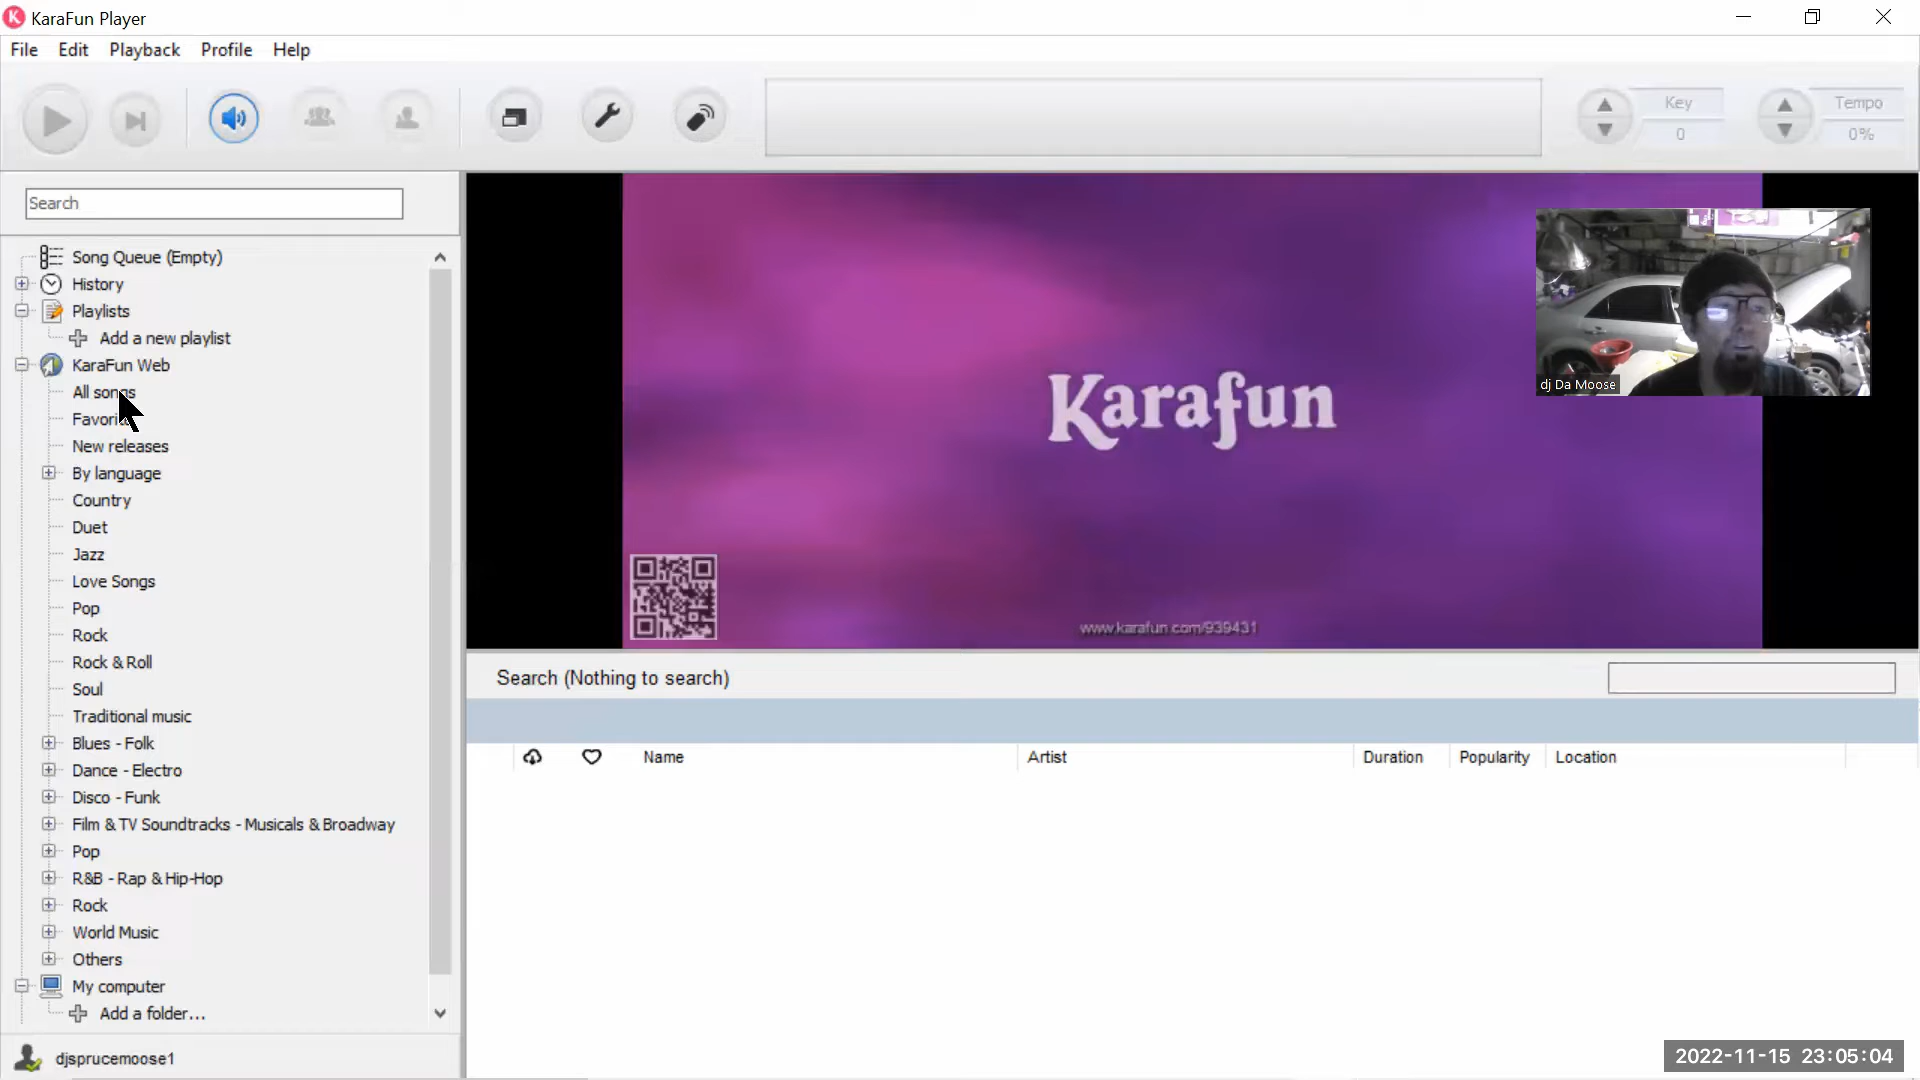 KaraFun Player
File Edit Playback Profile Help
Key
0
Tempo
0%
Search
Song Queue (Empty)
History
Playlists
Add a new playlist
KaraFun Web
All songs
Favori
New releases
By language
Country
Duet
Jazz
Love Songs
Pop
Rock
Rock & Roll
Soul
Traditional music
Blues - Folk
Dance - Electro
Disco - Funk
Film & TV Soundtracks - Musicals & Broadway
Pop
R&B - Rap & Hip-Hop
Rock
World Music
Others
My computer
Add a folder...
djsprucemoose1
Karafun
www.karafun.com/939431
dj Da Moose
Search (Nothing to search)
Name Artist Duration Popularity Location
2022-11-15 23:05:04